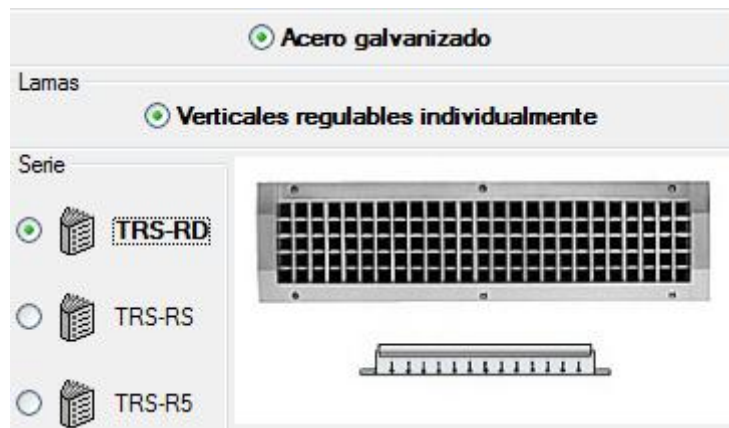 Acero galvanizado
Lamas
Verticales regulables individualmente
Serie
TRS-RD
TRS-RS
TRS-R5